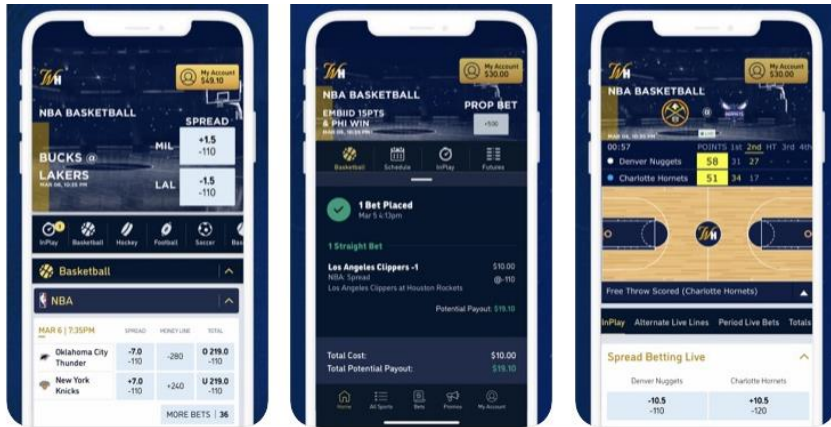 WH
My Account
$49.10
NBA BASKETBALL
SPREAD
BUCKS @
LAKERS
MAR 06, 10:35 PM
MIL
+1.5
-110
LAL
-1.5
-110
InPlay Basketball Hockey Football Soccer Bas
Basketball
NBA
MAR 6 | 7:35PM SPREAD MONEY LINE TOTAL
Oklahoma City
Thunder
-7.0
-110
-280
O 219.0
-110
New York
Knicks
+7.0
-110
+240
U 219.0
-110
MORE BETS | 36
WH
My Account
$30.00
NBA BASKETBALL
EMBIID 15PTS
& PHI WIN
PROP BET
Basketball Schedule InPlay Futures
1 Bet Placed
Mar 5 4:13pm
1 Straight Bet
Los Angeles Clippers -1 $10.00
NBA: Spread @-110
Los Angeles Clippers at Houston Rockets
Potential Payout: $19.10
Total Cost: $10.00
Total Potential Payout: $19.10
Home All Sports Bets Promos My Account
WH
My Account
$30.00
NBA BASKETBALL
@
HORNETS
00:57 POINTS 1st 2nd HT 3rd 4th
Denver Nuggets 58 31 27 - - -
Charlotte Hornets 51 34 17 - - -
WH
Free Throw Scored (Charlotte Hornets)
InPlay Alternate Live Lines Period Live Bets Totals
Spread Betting Live
Denver Nuggets Charlotte Hornets
-10.5 +10.5
-110 -120